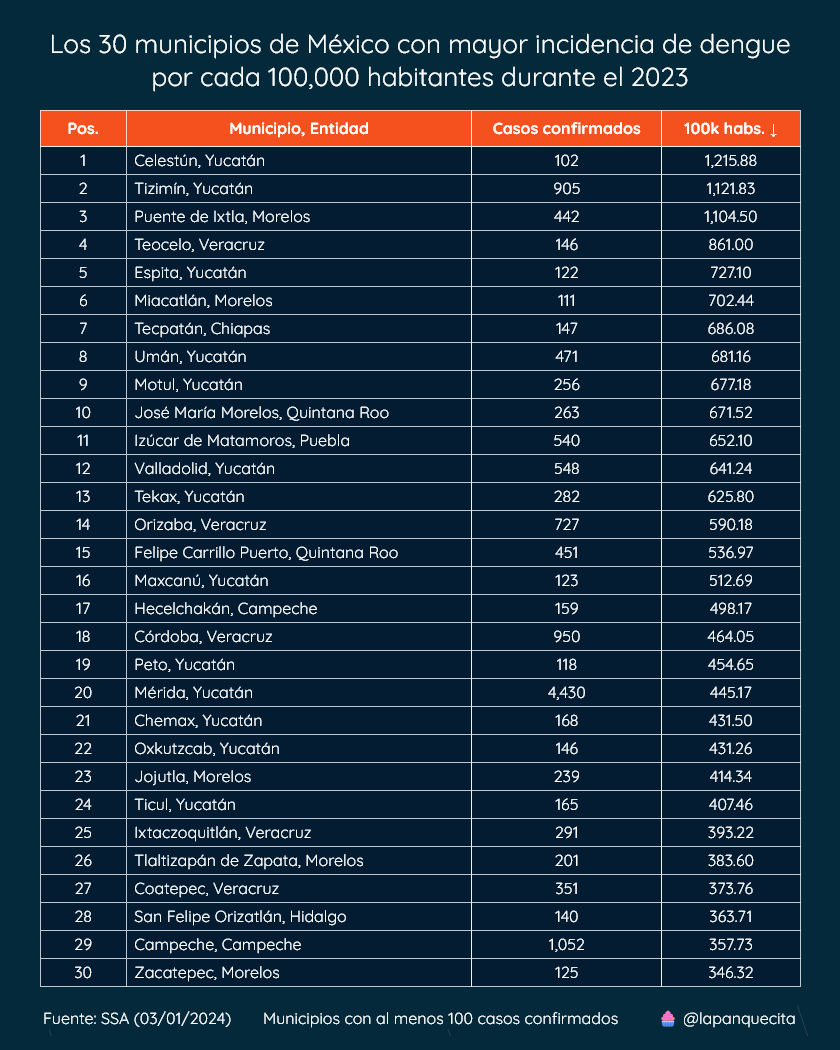 Los 30 municipios de México con mayor incidencia de dengue
por cada 100,000 habitantes durante el 2023
Pos. Municipio, Entidad Casos confirmados 100k habs. ↓
1 Celestún, Yucatán 102 1,215.88
2 Tizimín, Yucatán 905 1,121.83
3 Puente de Ixtla, Morelos 442 1,104.50
4 Teocelo, Veracruz 146 861.00
5 Espita, Yucatán 122 727.10
6 Miacatlán, Morelos 111 702.44
7 Tecpatán, Chiapas 147 686.08
8 Umán, Yucatán 471 681.16
9 Motul, Yucatán 256 677.18
10 José María Morelos, Quintana Roo 263 671.52
11 Izúcar de Matamoros, Puebla 540 652.10
12 Valladolid, Yucatán 548 641.24
13 Tekax, Yucatán 282 625.80
14 Orizaba, Veracruz 727 590.18
15 Felipe Carrillo Puerto, Quintana Roo 451 536.97
16 Maxcanú, Yucatán 123 512.69
17 Hecelchakán, Campeche 159 498.17
18 Córdoba, Veracruz 950 464.05
19 Peto, Yucatán 118 454.65
20 Mérida, Yucatán 4,430 445.17
21 Chemax, Yucatán 168 431.50
22 Oxkutzcab, Yucatán 146 431.26
23 Jojutla, Morelos 239 414.34
24 Ticul, Yucatán 165 407.46
25 Ixtaczoquitlán, Veracruz 291 393.22
26 Tlaltizapán de Zapata, Morelos 201 383.60
27 Coatepec, Veracruz 351 373.76
28 San Felipe Orizatlán, Hidalgo 140 363.71
29 Campeche, Campeche 1,052 357.73
30 Zacatepec, Morelos 125 346.32
Fuente: SSA (03/01/2024) Municipios con al menos 100 casos confirmados @lapanquecita